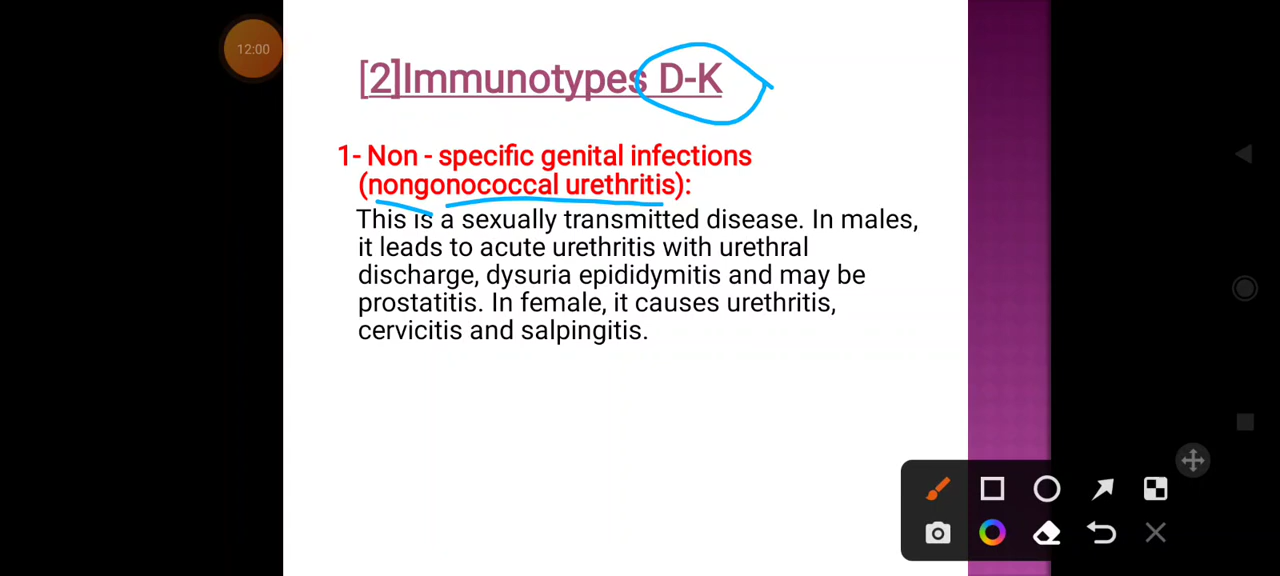 12:00
[2]Immunotypes D-K
1- Non - specific genital infections
(nongonococcal urethritis):
This is a sexually transmitted disease. In males,
it leads to acute urethritis with urethral
discharge, dysuria epididymitis and may be
prostatitis. In female, it causes urethritis,
cervicitis and salpingitis.